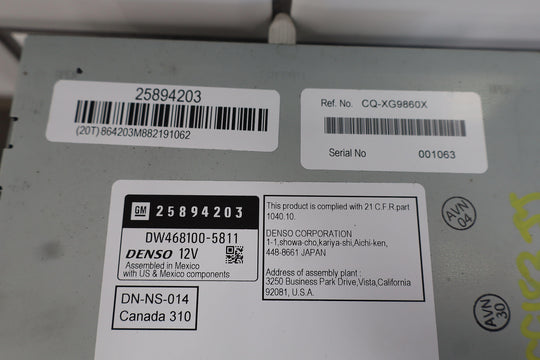 25894203
(20T)864203M882191062
Ref. No. CQ-XG9860X
Serial No 001063
GM 25894203
DW468100-5811
DENSO 12V
Assembled in Mexico
with US & Mexico components
DN-NS-014
Canada 310
This product is complied with 21 C.F.R.part
1040.10.
DENSO CORPORATION
1-1,showa-cho,kariya-shi,Aichi-ken,
448-8661 JAPAN
Address of assembly plant :
3250 Business Park Drive,Vista,California
92081, U.S.A.
AVN
04
AVN
30